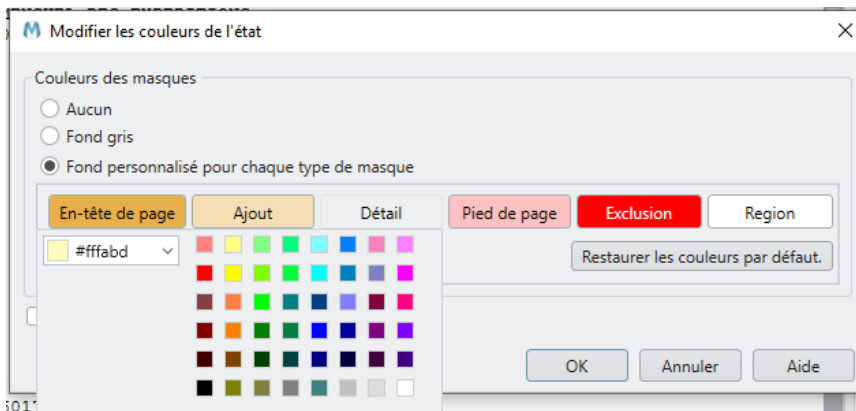 Modifier les couleurs de l'état
Couleurs des masques
Aucun
Fond gris
Fond personnalisé pour chaque type de masque
En-tête de page Ajout Détail Pied de page Exclusion Region
#fffabd
Restaurer les couleurs par défaut.
OK Annuler Aide